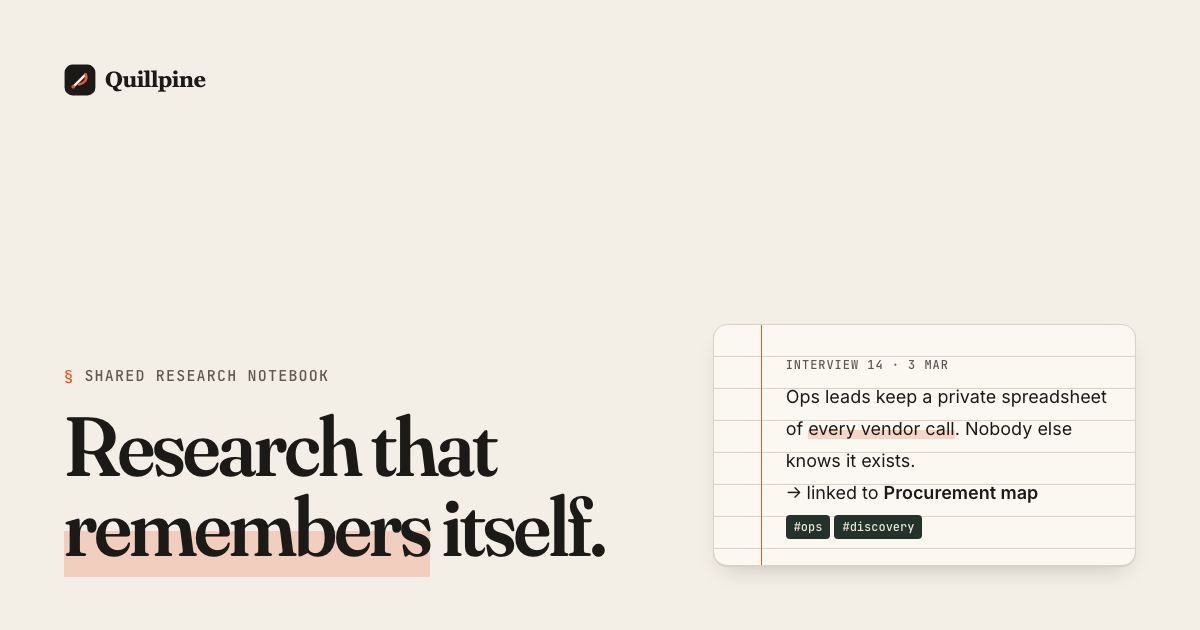 Quillpine
§ SHARED RESEARCH NOTEBOOK
Research that
remembers itself.
INTERVIEW 14 · 3 MAR
Ops leads keep a private spreadsheet
of every vendor call. Nobody else
knows it exists.
→ linked to Procurement map
#ops #discovery